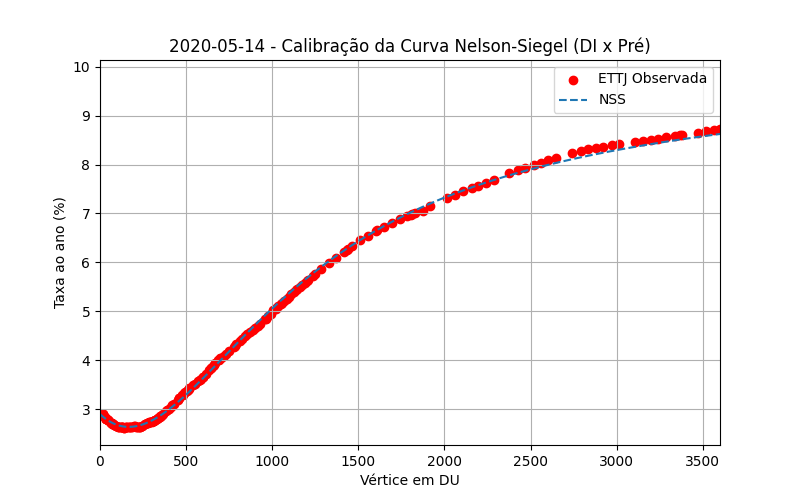 2020-05-14 - Calibração da Curva Nelson-Siegel (DI x Pré)
ETTJ Observada
NSS
Taxa ao ano (%)
10
9
8
7
6
5
4
3
0 500 1000 1500 2000 2500 3000 3500
Vértice em DU